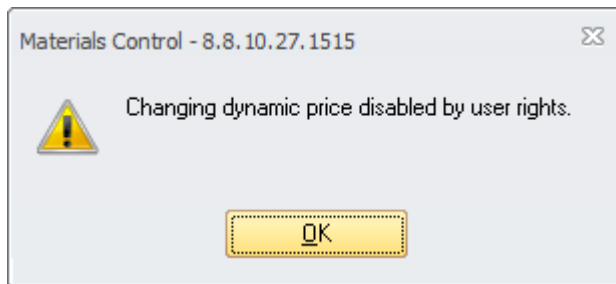 Materials Control - 8.8.10.27.1515
Changing dynamic price disabled by user rights.
OK